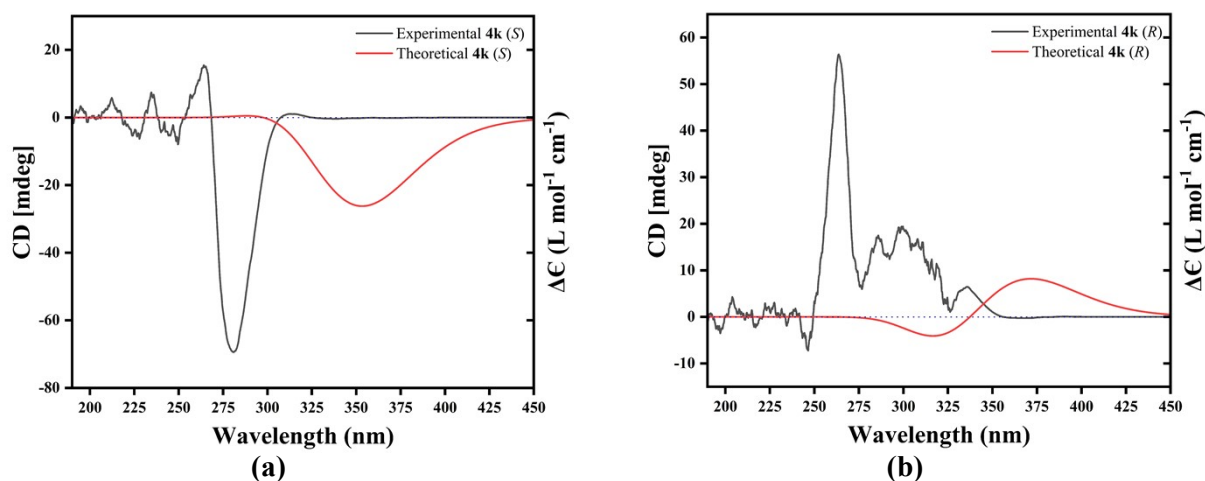 Experimental 4k (S)
Theoretical 4k (S)
20
0
-20
-40
-60
-80
CD [mdeg]
ΔЄ (L mol-1 cm-1)
200 225 250 275 300 325 350 375 400 425 450
Wavelength (nm)
(a)
Experimental 4k (R)
Theoretical 4k (R)
60
50
40
30
20
10
0
-10
CD [mdeg]
ΔЄ (L mol-1 cm-1)
200 225 250 275 300 325 350 375 400 425 450
Wavelength (nm)
(b)